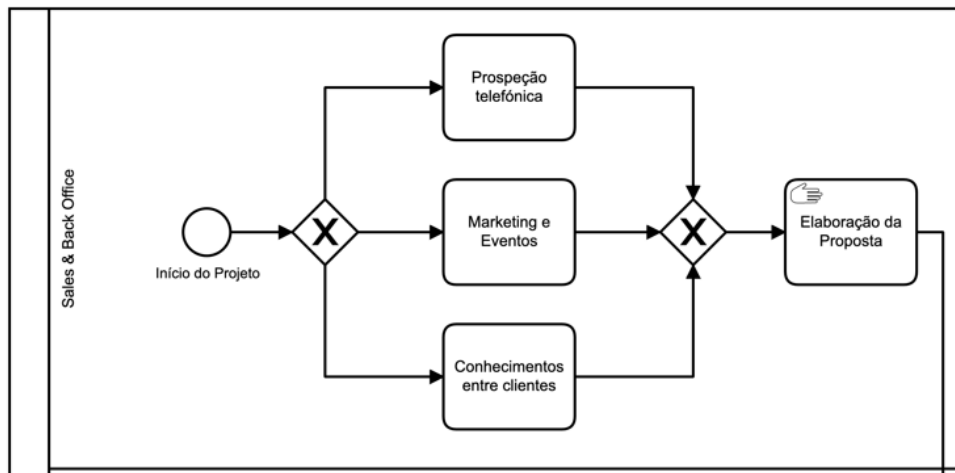 Sales & Back Office
Início do Projeto
X
Prospeção
telefónica
Marketing e
Eventos
Conhecimentos
entre clientes
X
Elaboração da
Proposta